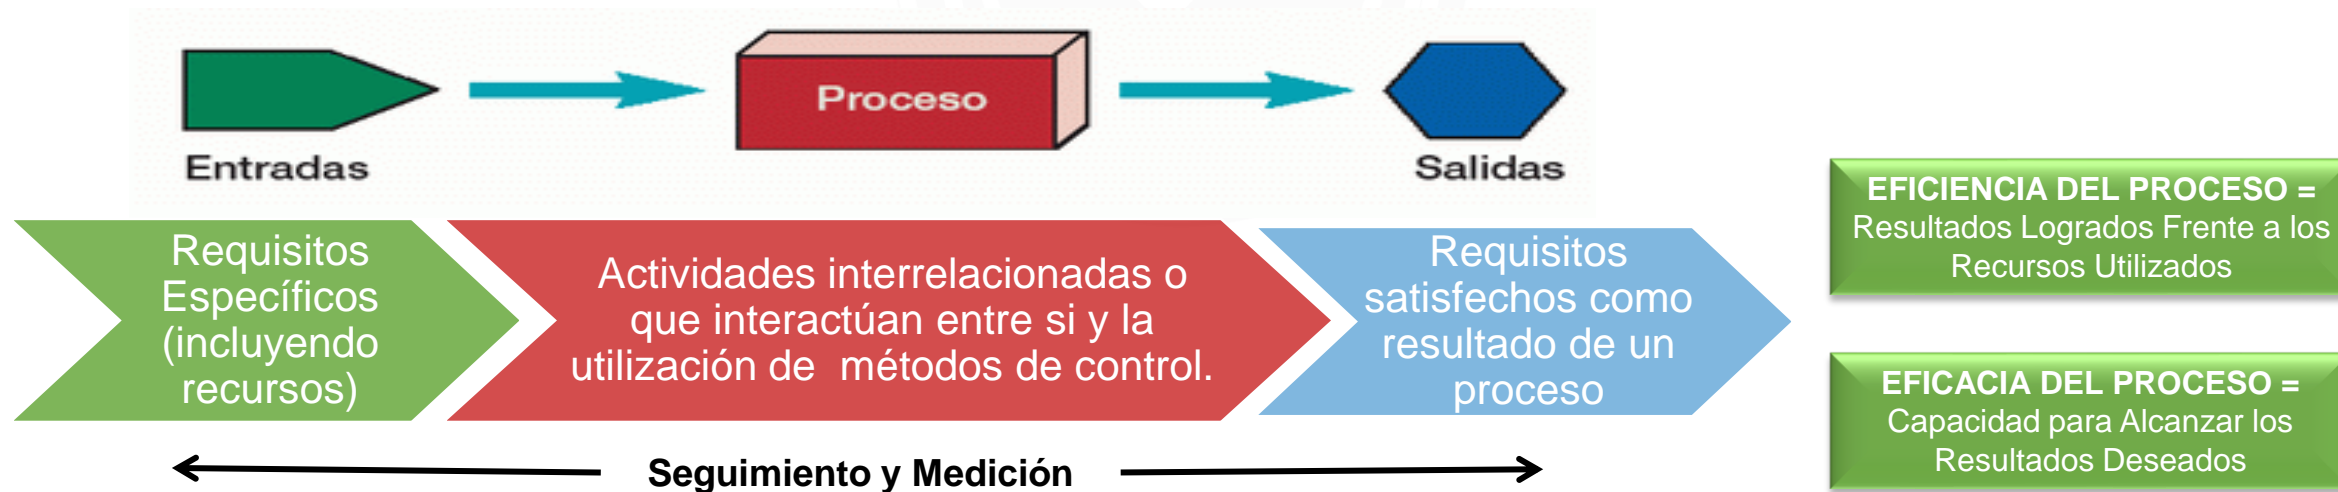 Proceso
Entradas
Salidas
Requisitos
Específicos
(incluyendo
recursos)
Actividades interrelacionadas o
que interactúan entre si y la
utilización de métodos de control.
Requisitos
satisfechos como
resultado de un
proceso
EFICIENCIA DEL PROCESO =
Resultados Logrados Frente a los
Recursos Utilizados
EFICACIA DEL PROCESO =
Capacidad para Alcanzar los
Resultados Deseados
Seguimiento y Medición